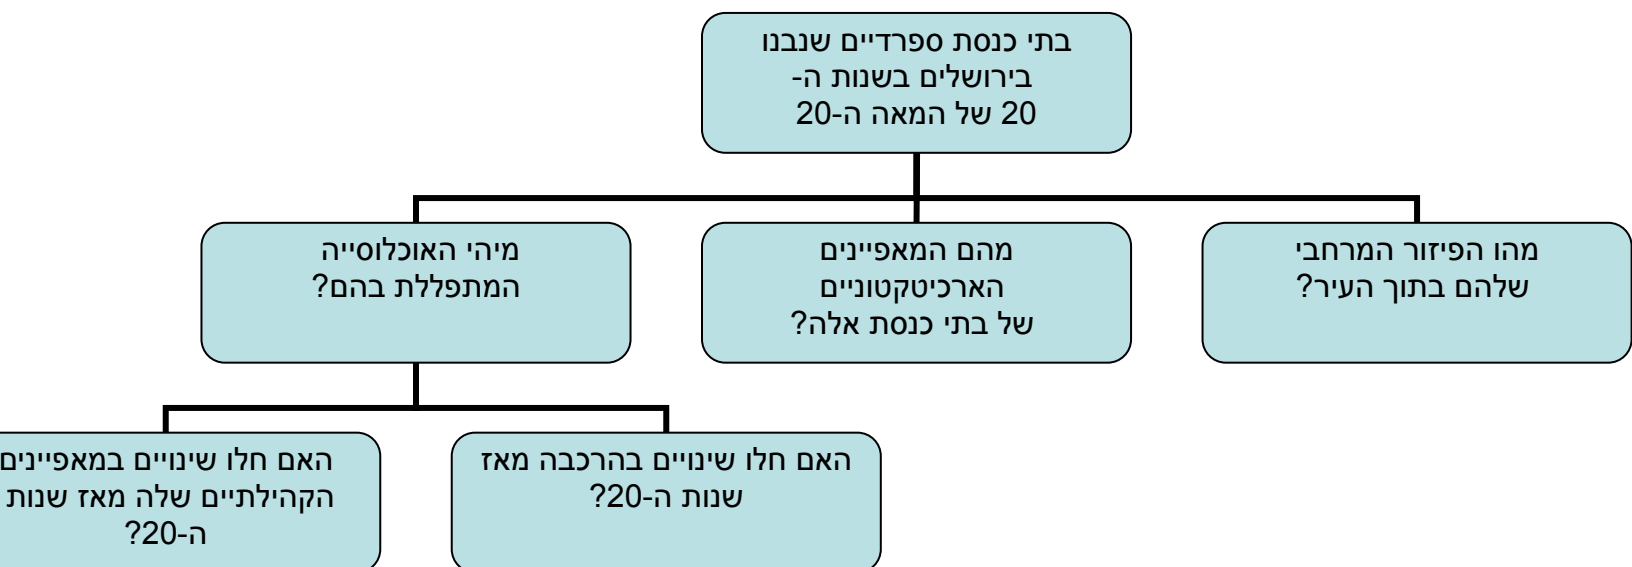 בתי כנסת ספרדיים שנבנו
בירושלים בשנות ה-
20 של המאה ה-20
מהו הפיזור המרחבי
שלהם בתוך העיר?
מהם המאפיינים
הארכיטקטוניים
של בתי כנסת אלה?
מיהי האוכלוסייה
המתפללת בהם?
האם חלו שינויים בהרכבה מאז
שנות ה-20?
האם חלו שינויים במאפיינים
הקהילתיים שלה מאז שנות
ה-20?